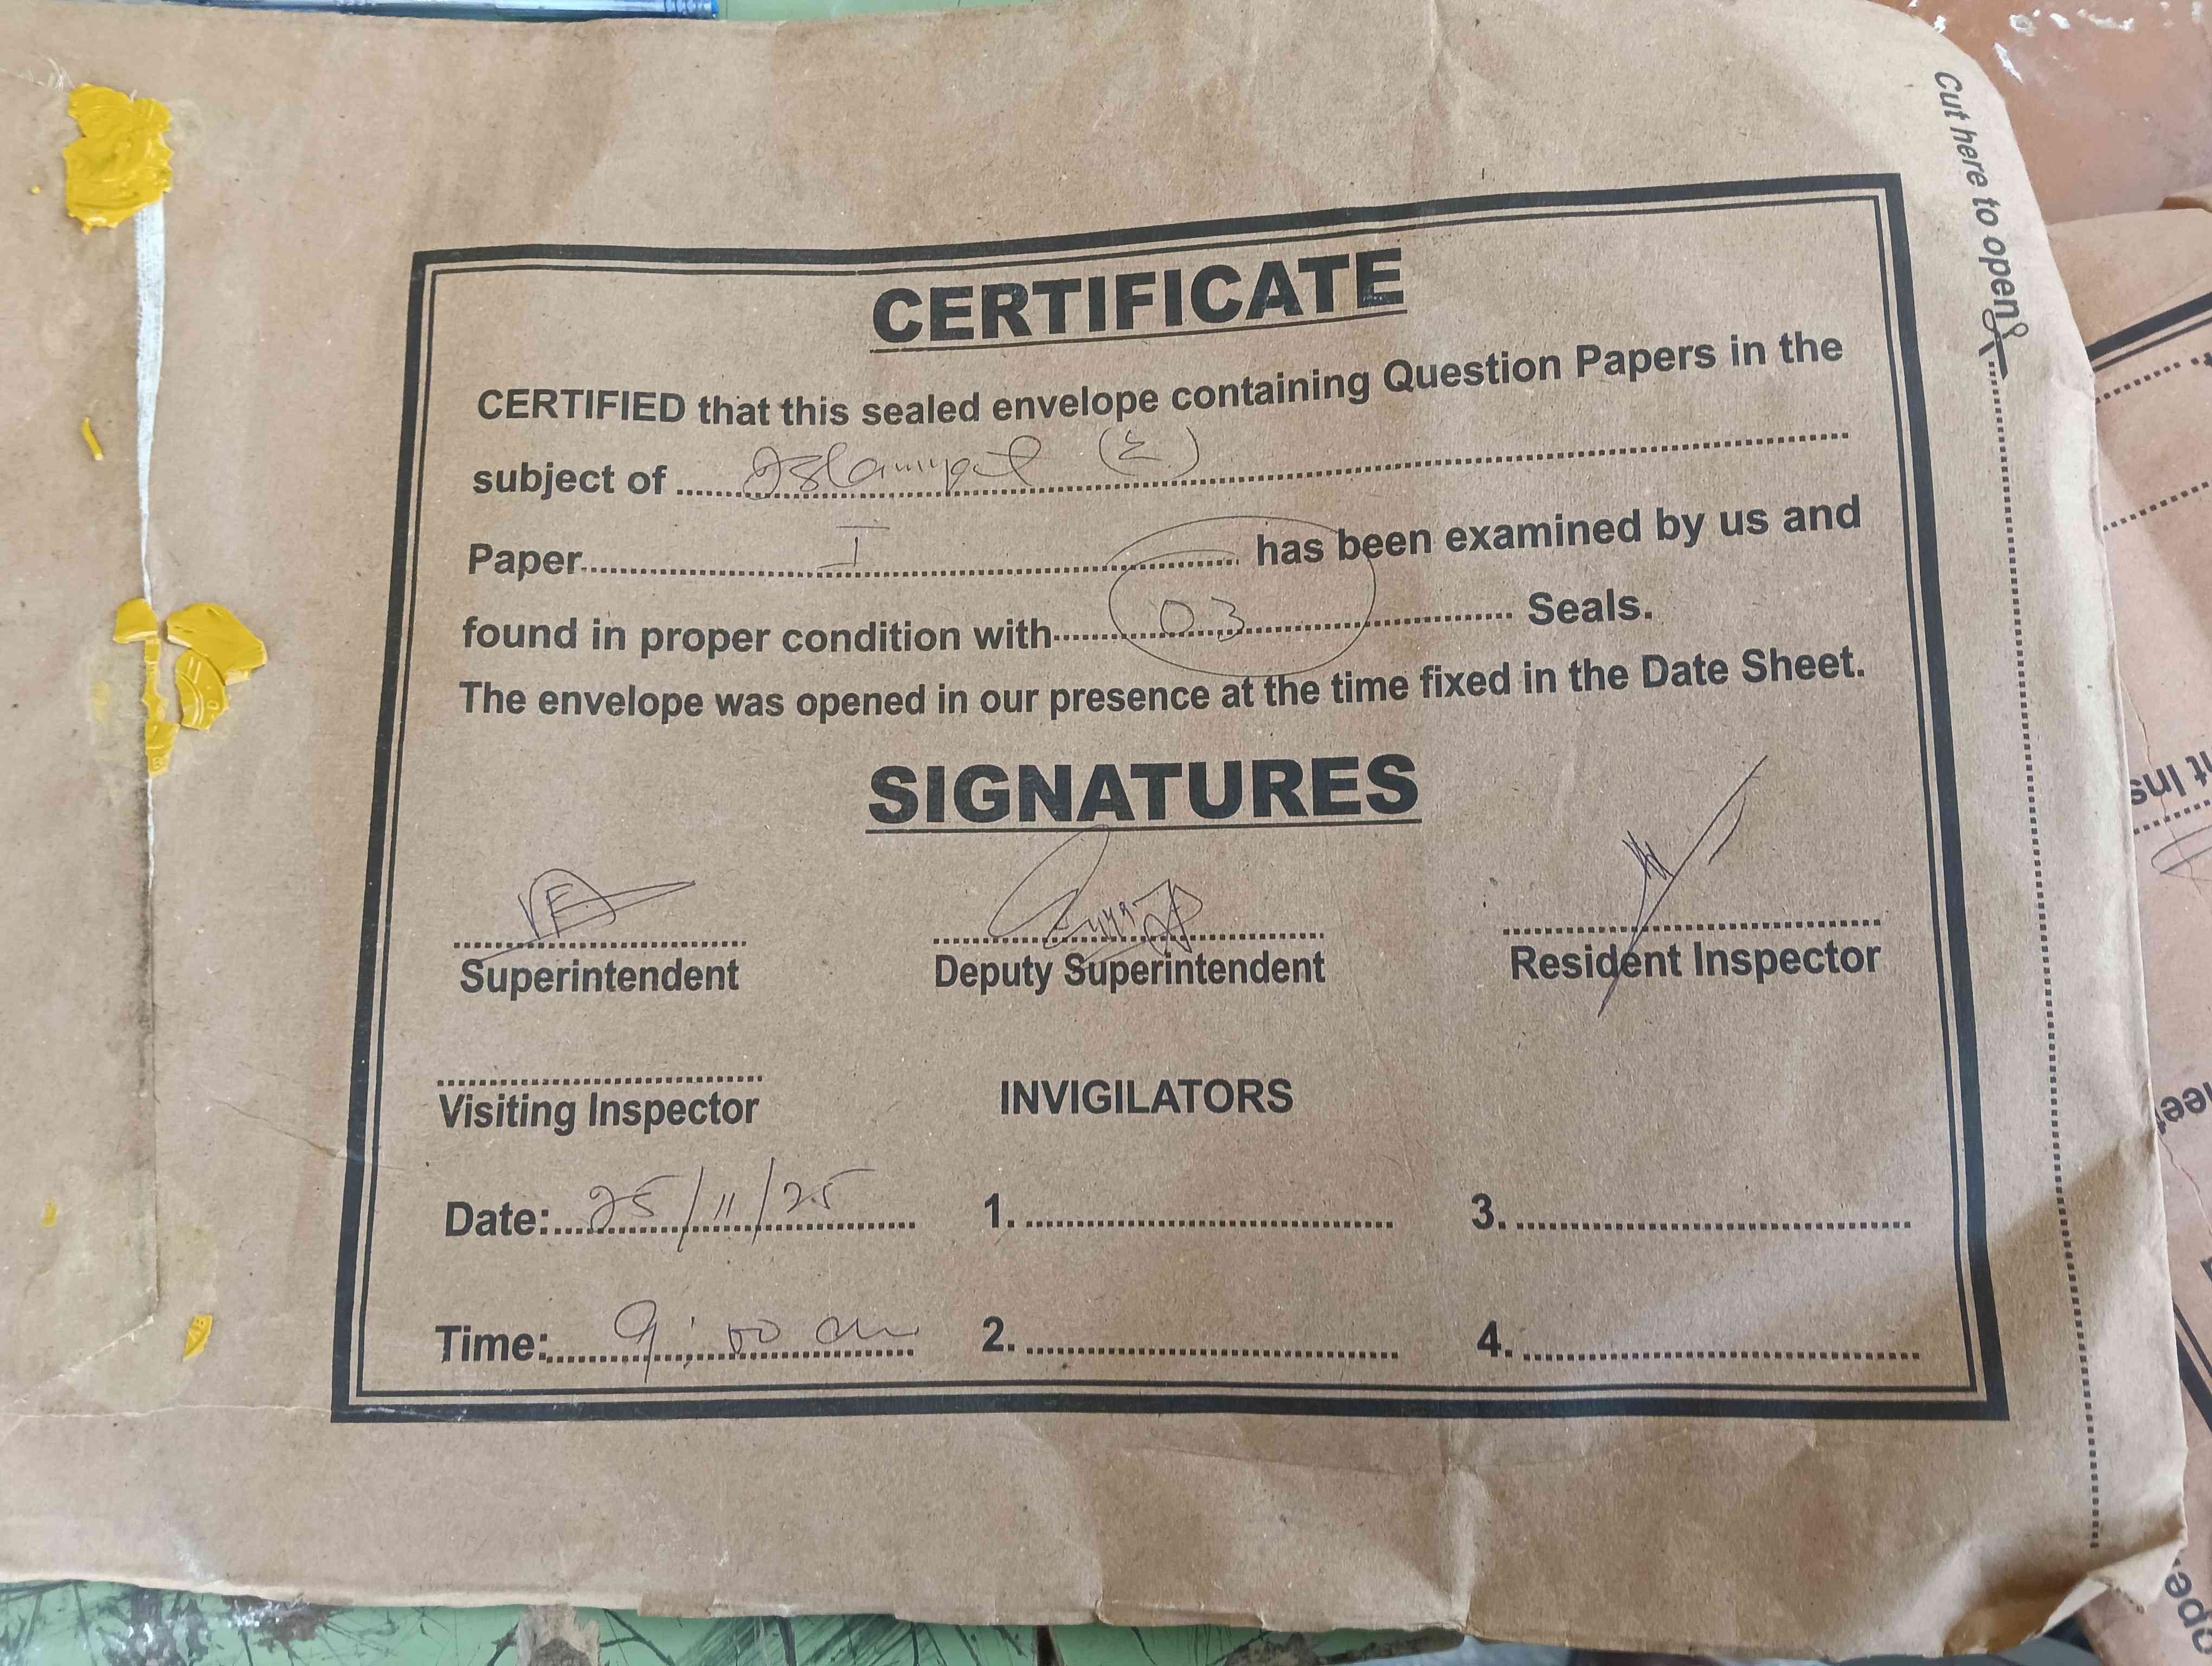 Cut here to open
CERTIFICATE
CERTIFIED that this sealed envelope containing Question Papers in the
subject of Islamiyat (E)
Paper I has been examined by us and
found in proper condition with 03 Seals.
The envelope was opened in our presence at the time fixed in the Date Sheet.
SIGNATURES
Superintendent Deputy Superintendent Resident Inspector
Visiting Inspector INVIGILATORS
Date: 25/11/25 1. 3.
Time: 9:00 am 2. 4.